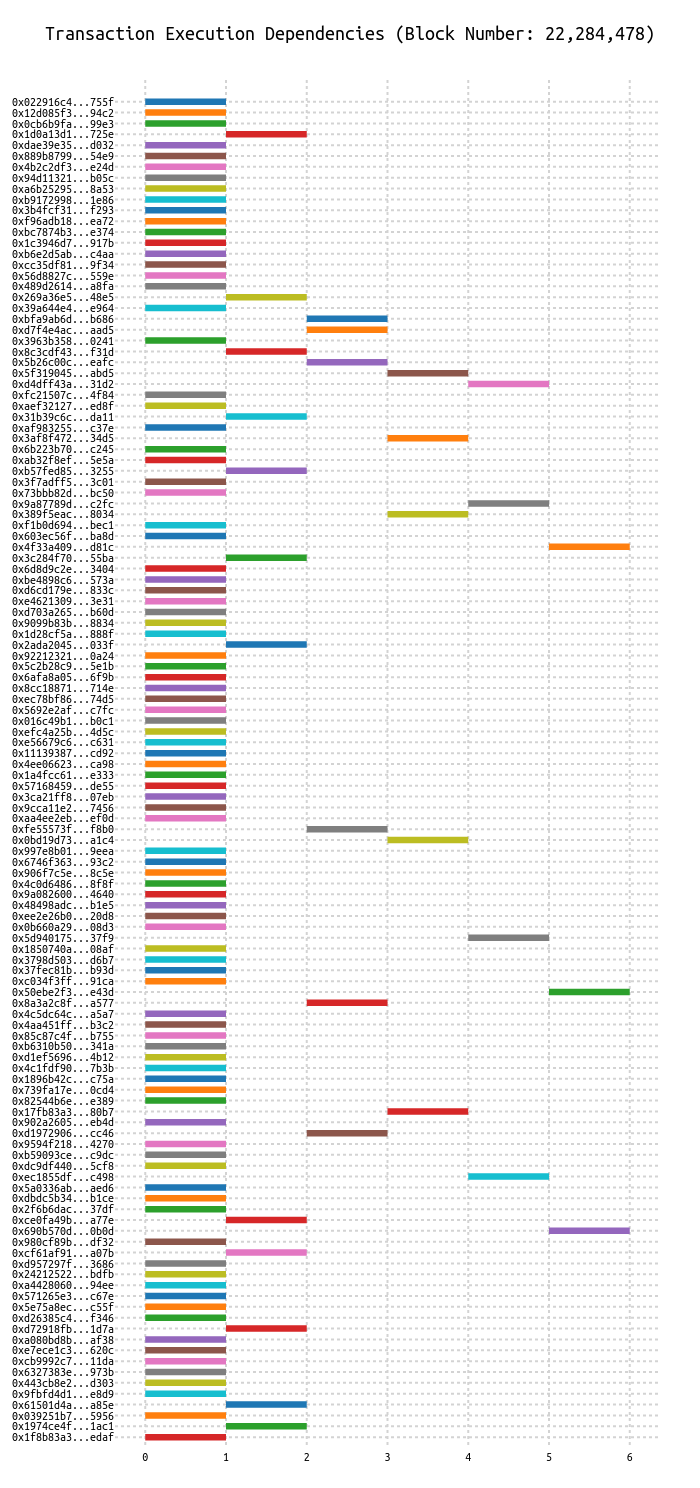 Transaction Execution Dependencies (Block Number: 22,284,478)
0x022916c4...755f
0x12d085f3...94c2
0x0cb6b9fa...99e3
0x1d0a13d1...725e
0xdae39e35...d032
0x889b8799...54e9
0x4b2c2df3...e24d
0x94d11321...b05c
0xa6b25295...8a53
0xb9172998...1e86
0x3b4fcf31...f293
0xf96adb18...ea72
0xbc7874b3...e374
0x1c3946d7...917b
0xb6e2d5ab...c4aa
0xcc35df81...9f34
0x56d8827c...559e
0x489d2614...a8fa
0x269a36e5...48e5
0x39a644e4...e964
0xbfa9ab6d...b686
0xd7f4e4ac...aad5
0x3963b358...0241
0x8c3cdf43...f31d
0x5b26c00c...eafc
0x5f319045...abd5
0xd4dff43a...31d2
0xfc21507c...4f84
0xaef32127...ed8f
0x31b39c6c...da11
0xaf983255...c37e
0x3af8f472...34d5
0x6b223b70...c245
0xab32f8ef...5e5a
0xb57fed85...3255
0x3f7adff5...3c01
0x73bbb82d...bc50
0x9a87789d...c2fc
0x389f5eac...8034
0xf1b0d694...bec1
0x603ec56f...ba8d
0x4f33a409...d81c
0x3c284f70...55ba
0x6d8d9c2e...3404
0xbe4898c6...573a
0xd6cd179e...833c
0xe4621309...3e31
0xd703a265...b60d
0x9099b83b...8834
0x1d28cf5a...888f
0x2ada2045...033f
0x92212321...0a24
0x5c2b28c9...5e1b
0x6afa8a05...6f9b
0x8cc18871...714e
0xec78bf86...74d5
0x5692e2af...c7fc
0x016c49b1...b0c1
0xefc4a25b...4d5c
0xe56679c6...c631
0x11139387...cd92
0x4ee06623...ca98
0x1a4fcc61...e333
0x57168459...de55
0x3ca21ff8...07eb
0x9cca11e2...7456
0xaa4ee2eb...ef0d
0xfe55573f...f8b0
0x0bd19d73...a1c4
0x997e8b01...9eea
0x6746f363...93c2
0x906f7c5e...8c5e
0x4c0d6486...8f8f
0x9a082600...4640
0x48498adc...b1e5
0xee2e26b0...20d8
0x0b660a29...08d3
0x5d940175...37f9
0x1850740a...08af
0x3798d503...d6b7
0x37fec81b...b93d
0xc034f3ff...91ca
0x50ebe2f3...e43d
0x8a3a2c8f...a577
0x4c5dc64c...a5a7
0x4aa451ff...b3c2
0x85c87c4f...b755
0xb6310b50...341a
0xd1ef5696...4b12
0x4c1fdf90...7b3b
0x1896b42c...c75a
0x739fa17e...0cd4
0x82544b6e...e389
0x17fb83a3...80b7
0x902a2605...eb4d
0xd1972906...cc46
0x9594f218...4270
0xb59093ce...c9dc
0xdc9df440...5cf8
0xec1855df...c498
0x5a0336ab...aed6
0xdbdc5b34...b1ce
0x2f6b6dac...37df
0xce0fa49b...a77e
0x690b570d...0b0d
0x980cf89b...df32
0xcf61af91...a07b
0xd957297f...3686
0x24212522...bdfb
0xa4428060...94ee
0x571265e3...c67e
0x5e75a8ec...c55f
0xd26385c4...f346
0xd72918fb...1d7a
0xa080bd8b...af38
0xe7ece1c3...620c
0xcb9992c7...11da
0x6327383e...973b
0x443cb8e2...d303
0x9fbfd4d1...e8d9
0x61501d4a...a85e
0x039251b7...5956
0x1974ce4f...1ac1
0x1f8b83a3...edaf
0 1 2 3 4 5 6